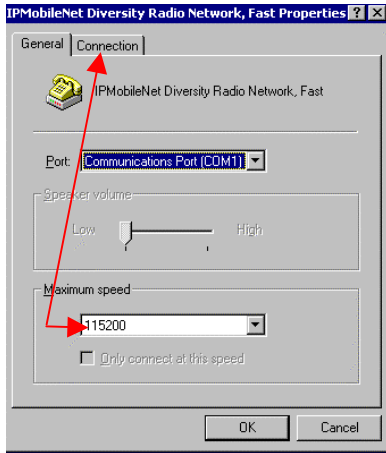 IPMobileNet Diversity Radio Network, Fast Properties
General Connection
IPMobileNet Diversity Radio Network, Fast
Port: Communications Port (COM1)
Speaker volume
Low High
Maximum speed
115200
Only connect at this speed
OK Cancel